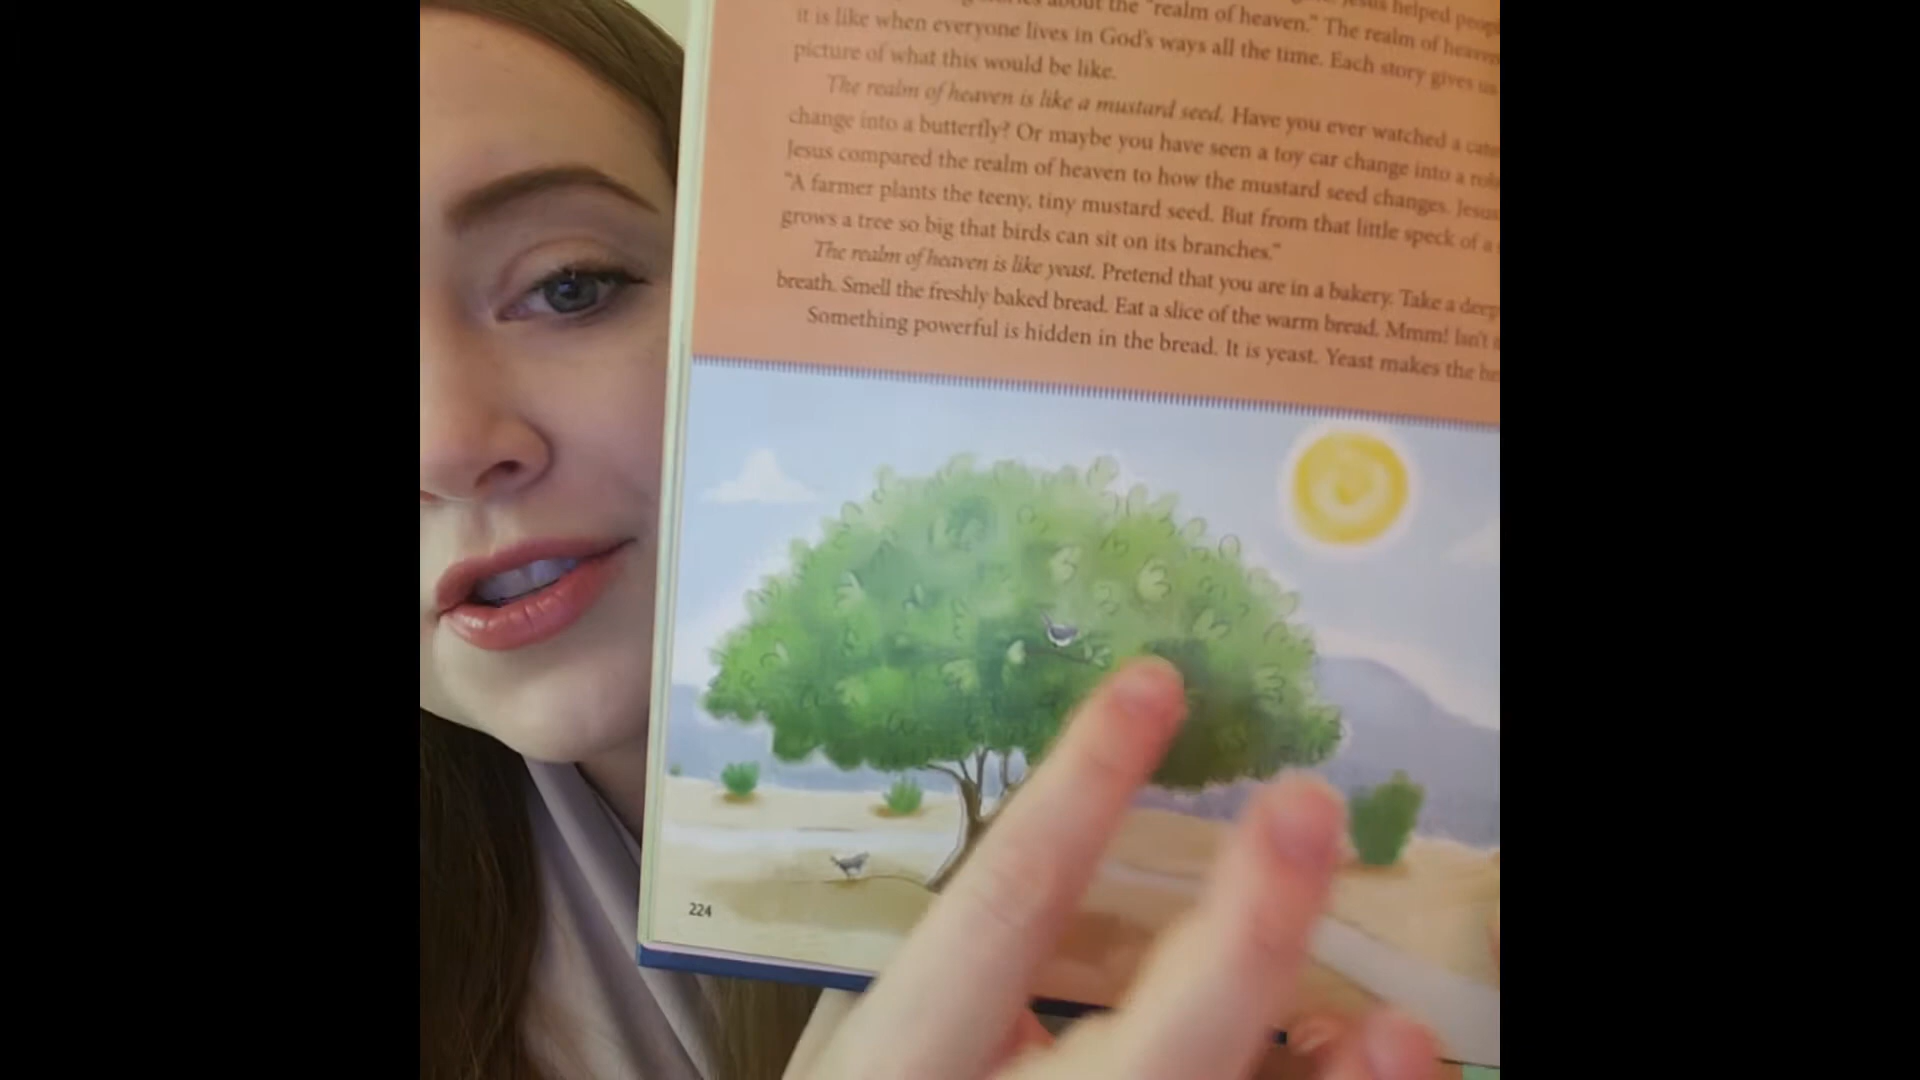 about the "realm of heaven." The realm of heaven
it is like when everyone lives in God's ways all the time. Each story gives us
picture of what this would be like.
The realm of heaven is like a mustard seed. Have you ever watched a
change into a butterfly? Or maybe you have seen a toy car change into a
Jesus compared the realm of heaven to how the mustard seed changes. Jesus
"A farmer plants the teeny, tiny mustard seed. But from that little speck of a
grows a tree so big that birds can sit on its branches."
The realm of heaven is like yeast. Pretend that you are in a bakery. Take a deep
breath. Smell the freshly baked bread. Eat a slice of the warm bread. Mmm! Isn't
Something powerful is hidden in the bread. It is yeast. Yeast makes the
224